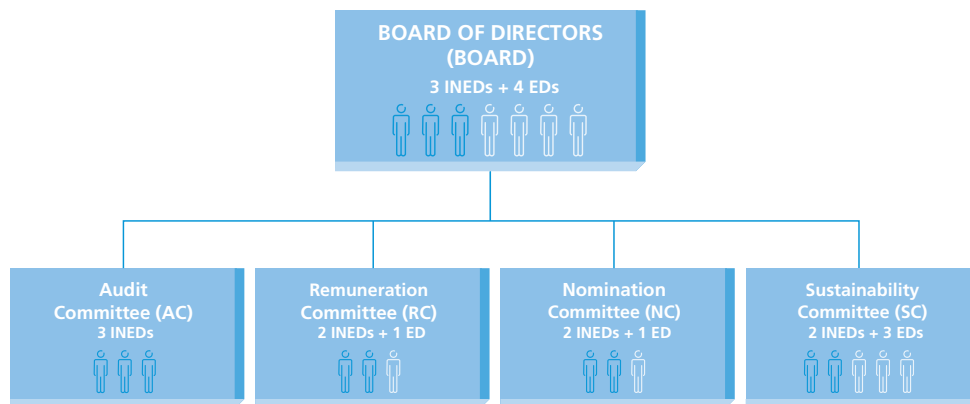 BOARD OF DIRECTORS
(BOARD)
3 INEDs + 4 EDs
Audit
Committee (AC)
3 INEDs
Remuneration
Committee (RC)
2 INEDs + 1 ED
Nomination
Committee (NC)
2 INEDs + 1 ED
Sustainability
Committee (SC)
2 INEDs + 3 EDs